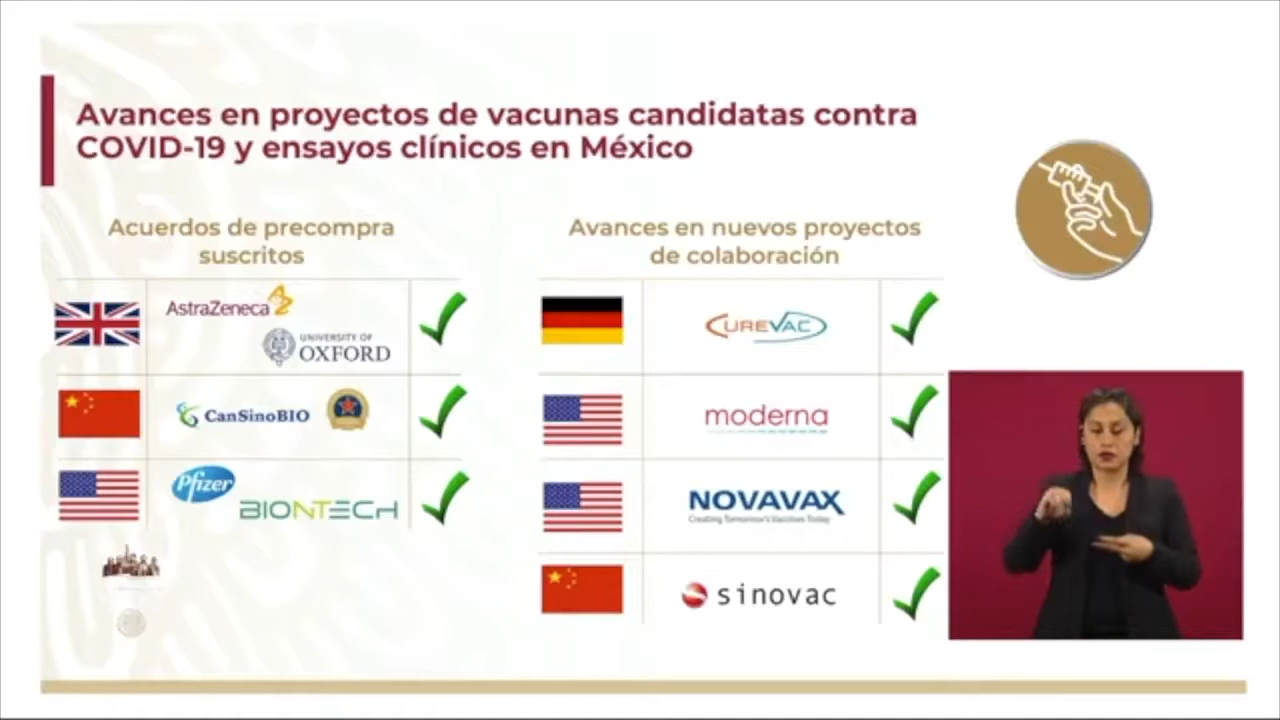 Avances en proyectos de vacunas candidatas contra
COVID-19 y ensayos clínicos en México
Acuerdos de precompra
suscritos
AstraZeneca
UNIVERSITY OF
OXFORD
CanSinoBIO
Pfizer
BIONTECH
Avances en nuevos proyectos
de colaboración
CUREVAC
moderna
NOVAVAX
Creating Tomorrow's Vaccines Today
sinovac